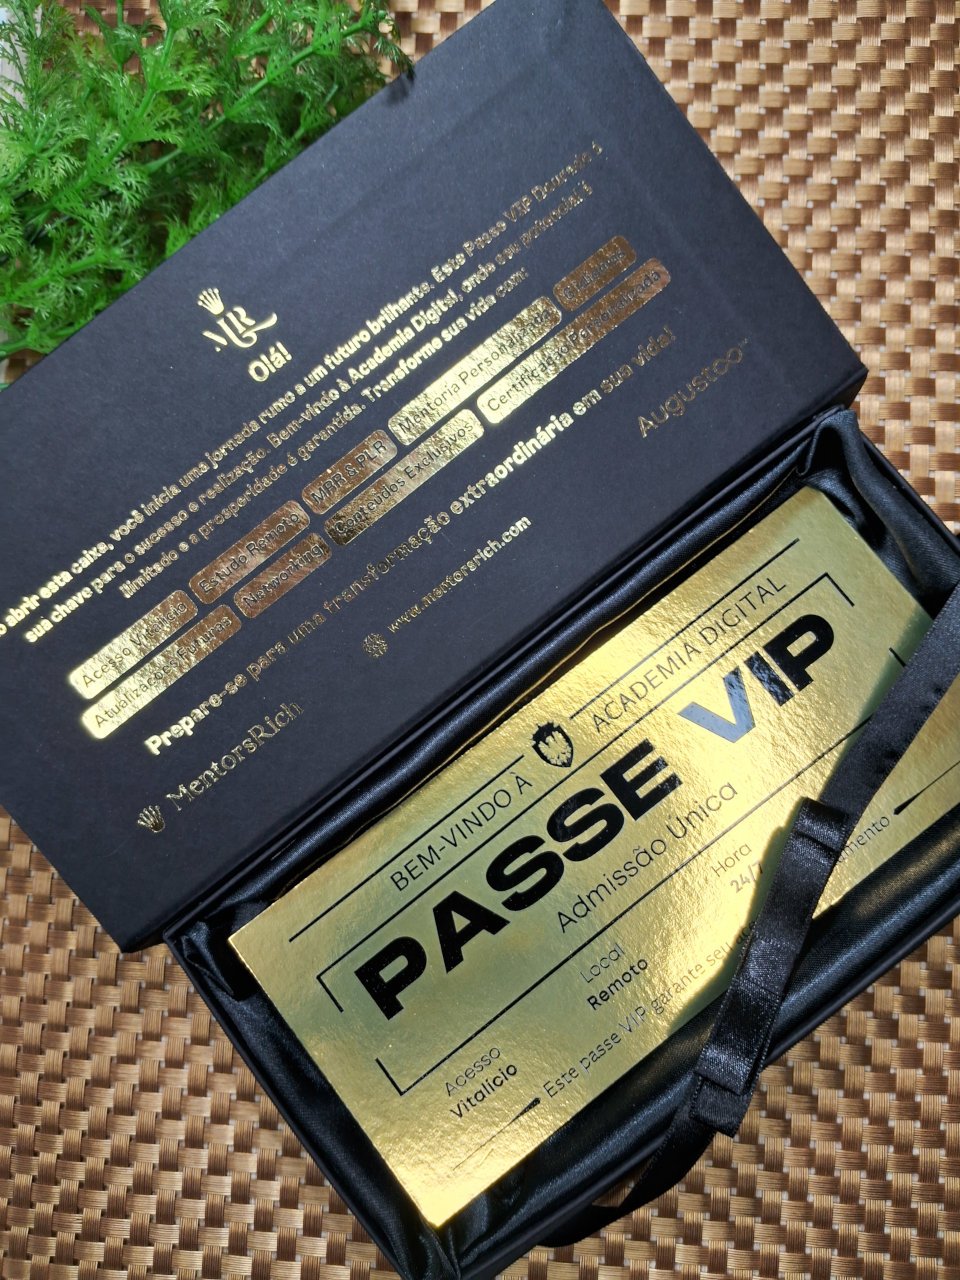 MR
Olá!
abrir esta caixa, você inicia uma jornada rumo a um futuro brilhante. Este Passe VIP Dourado é
sua chave para o sucesso e realização. Bem-vindo à Academia Digital, onde seu potencial é
ilimitado e a prosperidade é garantida. Transforme sua vida com:
Acesso Vitalício Estudo Remoto MRR & PLR Mentoria Personalizada
Atualizações Futuras Networking Conteúdos Exclusivos Certificação Personalizada
Prepare-se para uma transformação extraordinária em sua vida!
MentorsRich www.mentorsrich.com Augustoo
BEM-VINDO À ACADEMIA DIGITAL
PASSE VIP
Admissão Única
Acesso Local Hora
Vitalício Remoto 24/7
Este passe VIP garante seu